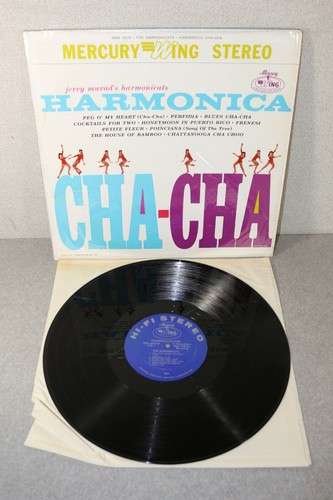 MERCURY WING STEREO
Mercury
WING
jerry murad's harmonicats
HARMONICA
PEG O' MY HEART (Cha-Cha) • PERFIDIA • BLUES CHA-CHA
COCKTAILS FOR TWO • HONEYMOON IN PUERTO RICO • FRENESI
PETITE FLEUR • POINCIANA (Song Of The Tree)
THE HOUSE OF BAMBOO • CHATTANOOGA CHA CHOO
CHA-CHA
HI-FI STEREO